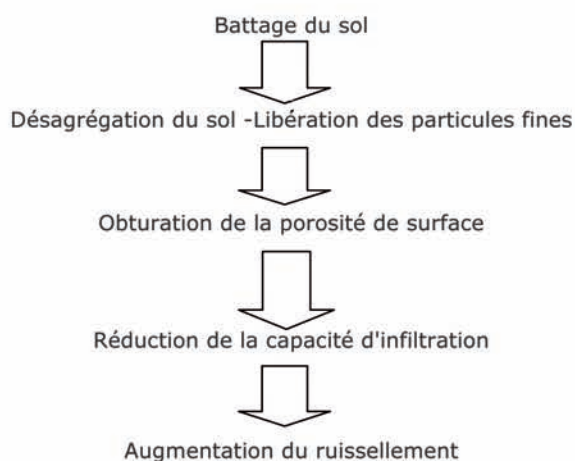 Battage du sol
Désagrégation du sol -Libération des particules fines
Obturation de la porosité de surface
Réduction de la capacité d'infiltration
Augmentation du ruissellement